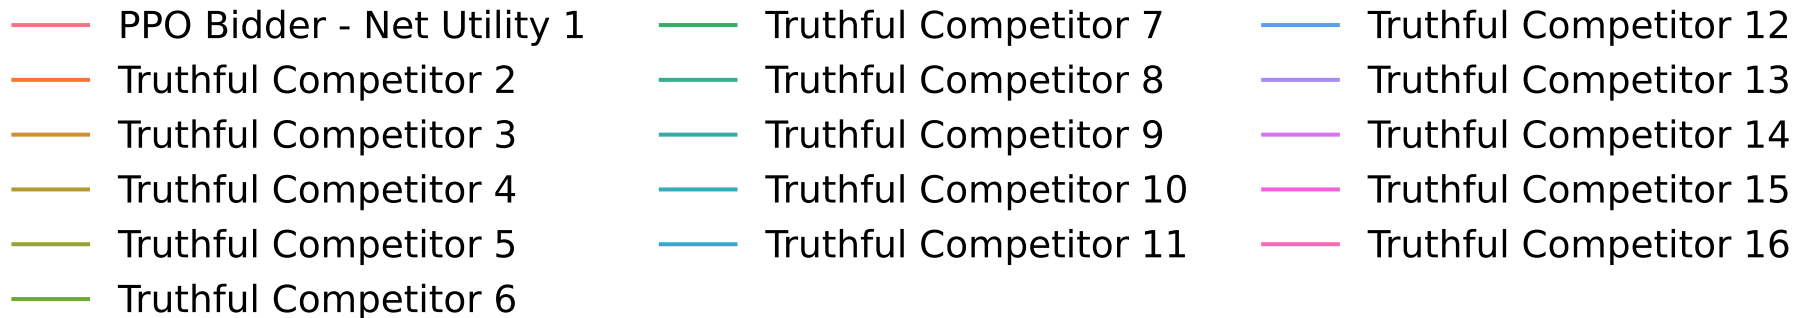 PPO Bidder - Net Utility 1
Truthful Competitor 2
Truthful Competitor 3
Truthful Competitor 4
Truthful Competitor 5
Truthful Competitor 6
Truthful Competitor 7
Truthful Competitor 8
Truthful Competitor 9
Truthful Competitor 10
Truthful Competitor 11
Truthful Competitor 12
Truthful Competitor 13
Truthful Competitor 14
Truthful Competitor 15
Truthful Competitor 16